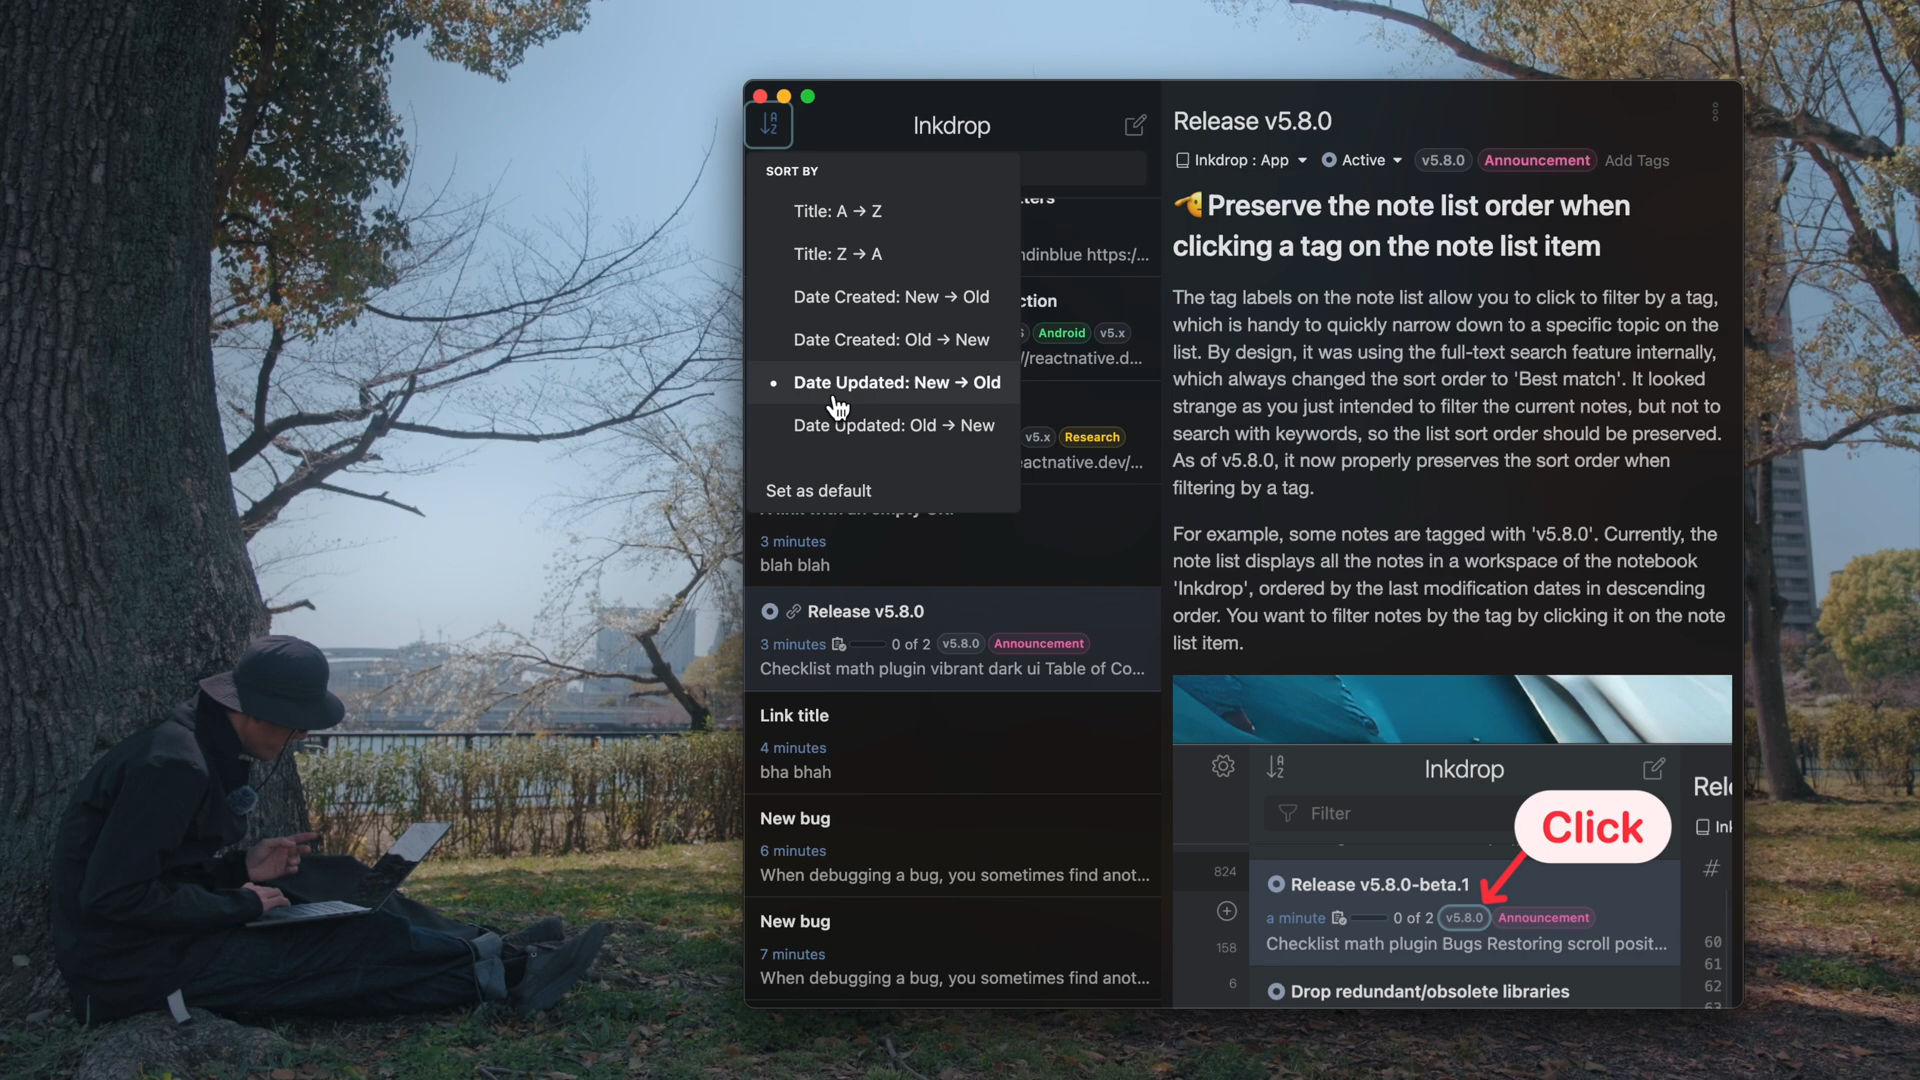 Inkdrop
SORT BY
Title: A → Z
Title: Z → A
Date Created: New → Old
Date Created: Old → New
• Date Updated: New → Old
Date Updated: Old → New
Set as default
ndinblue https:/...
ction
Android v5.x
//reactnative.d...
v5.x Research
eactnative.dev/...
3 minutes
blah blah
Release v5.8.0
3 minutes 0 of 2 v5.8.0 Announcement
Checklist math plugin vibrant dark ui Table of Co...
Link title
4 minutes
bha bhah
New bug
6 minutes
When debugging a bug, you sometimes find anot...
New bug
7 minutes
When debugging a bug, you sometimes find anot...
Release v5.8.0
Inkdrop : App Active v5.8.0 Announcement Add Tags
Preserve the note list order when
clicking a tag on the note list item
The tag labels on the note list allow you to click to filter by a tag,
which is handy to quickly narrow down to a specific topic on the
list. By design, it was using the full-text search feature internally,
which always changed the sort order to 'Best match'. It looked
strange as you just intended to filter the current notes, but not to
search with keywords, so the list sort order should be preserved.
As of v5.8.0, it now properly preserves the sort order when
filtering by a tag.
For example, some notes are tagged with 'v5.8.0'. Currently, the
note list displays all the notes in a workspace of the notebook
'Inkdrop', ordered by the last modification dates in descending
order. You want to filter notes by the tag by clicking it on the note
list item.
Inkdrop
Rel
Filter
Click
Ink
824
#
Release v5.8.0-beta.1
a minute 0 of 2 v5.8.0 Announcement
158
Checklist math plugin Bugs Restoring scroll posit...
60
61
6
Drop redundant/obsolete libraries
62